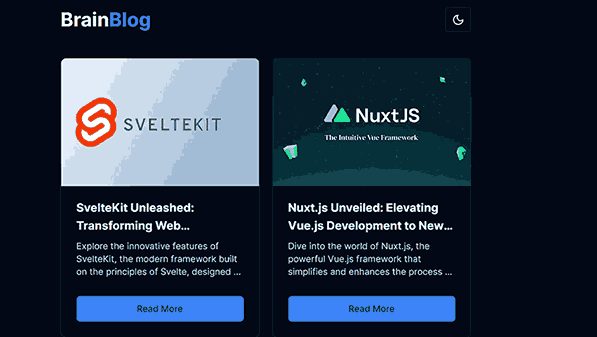 BrainBlog
SVELTEKIT
NuxtJS
The Intuitive Vue Framework
SvelteKit Unleashed:
Transforming Web...
Explore the innovative features of
SvelteKit, the modern framework built
on the principles of Svelte, designed ...
Read More
Nuxt.js Unveiled: Elevating
Vue.js Development to New...
Dive into the world of Nuxt.js, the
powerful Vue.js framework that
simplifies and enhances the process ...
Read More